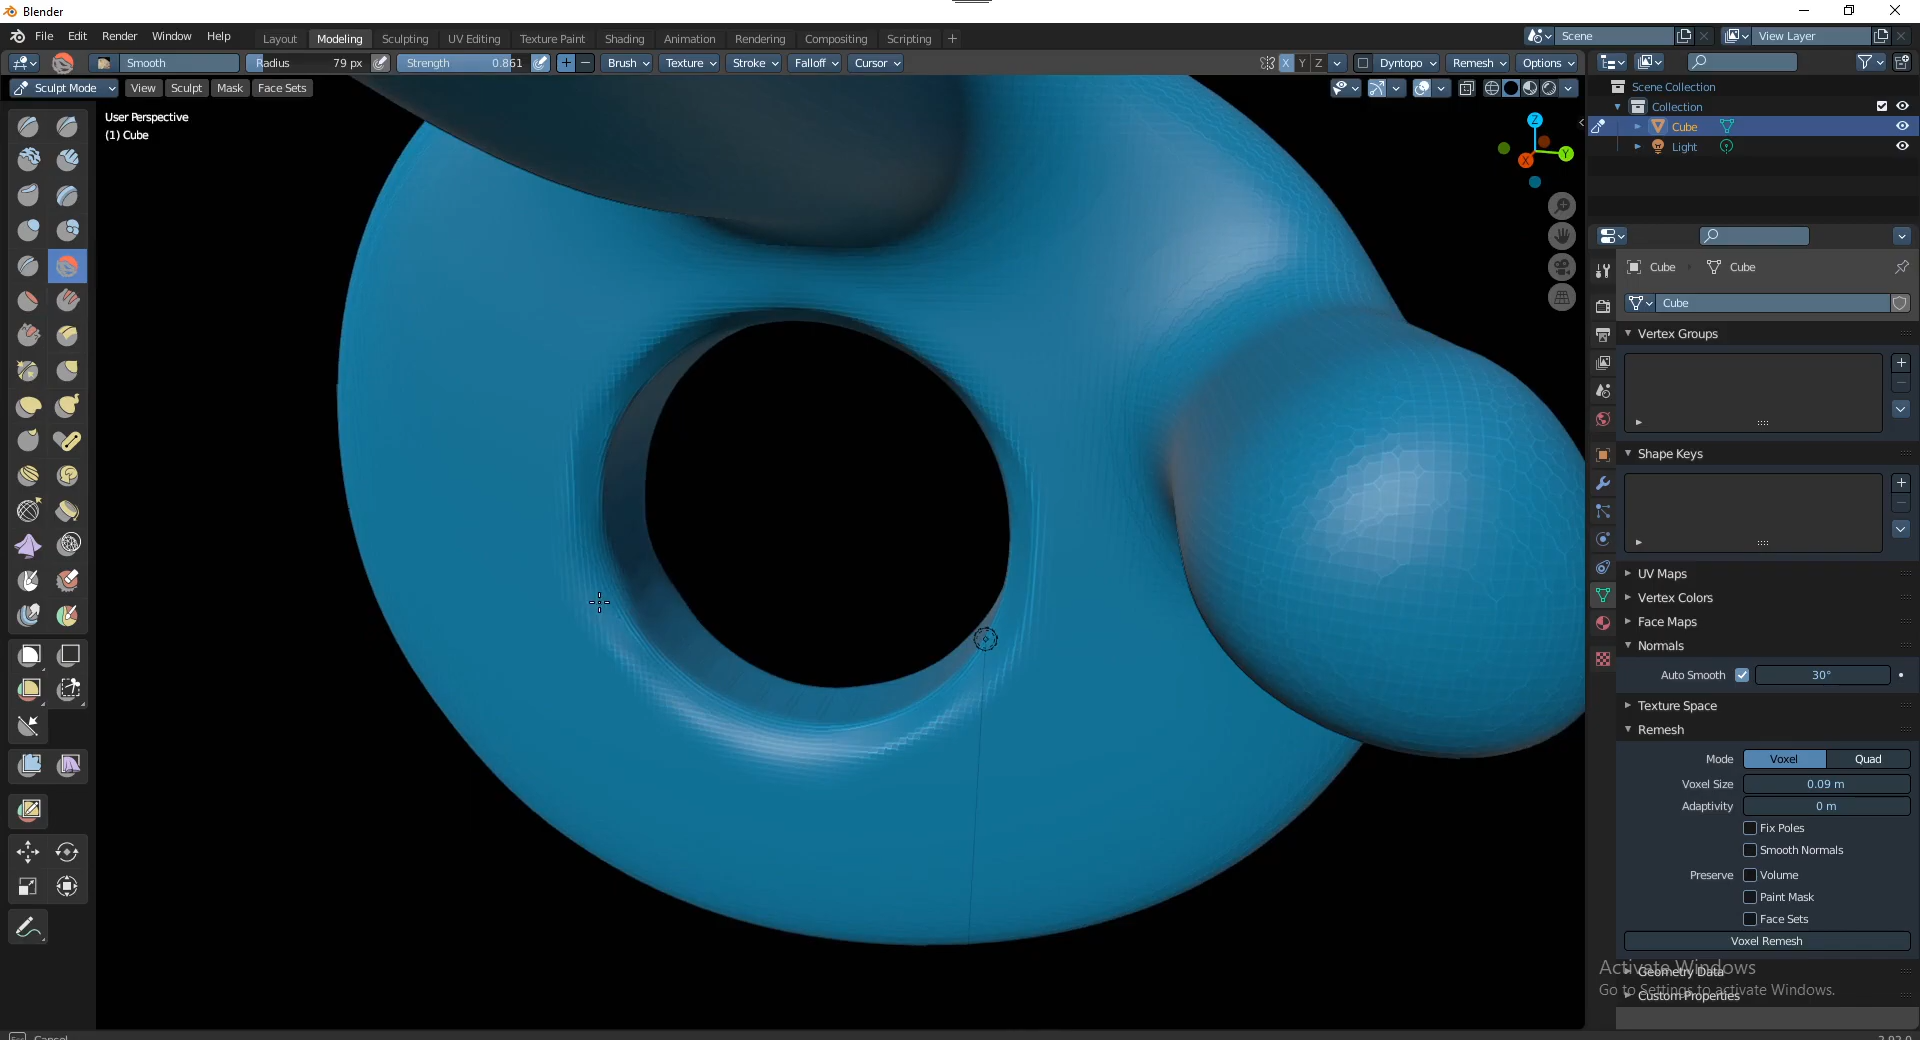 Blender
File Edit Render Window Help
Layout Modeling Sculpting UV Editing Texture Paint Shading Animation Rendering Compositing Scripting +
Scene
View Layer
Smooth Radius 79 px Strength 0.861 Brush Texture Stroke Falloff Cursor X Y Z Dyntopo Remesh Options
Sculpt Mode View Sculpt Mask Face Sets
User Perspective
(1) Cube
Z
X
Y
Scene Collection
Collection
Cube
Light
Cube Cube
Cube
Vertex Groups
Shape Keys
UV Maps
Vertex Colors
Face Maps
Normals
Auto Smooth 30°
Texture Space
Remesh
Mode Voxel Quad
Voxel Size 0.09 m
Adaptivity 0 m
Fix Poles
Smooth Normals
Preserve Volume
Paint Mask
Face Sets
Voxel Remesh
Activate Windows
Geometry Data
Go to Settings to activate Windows.
Custom Properties
Esc Cancel
2.92.0